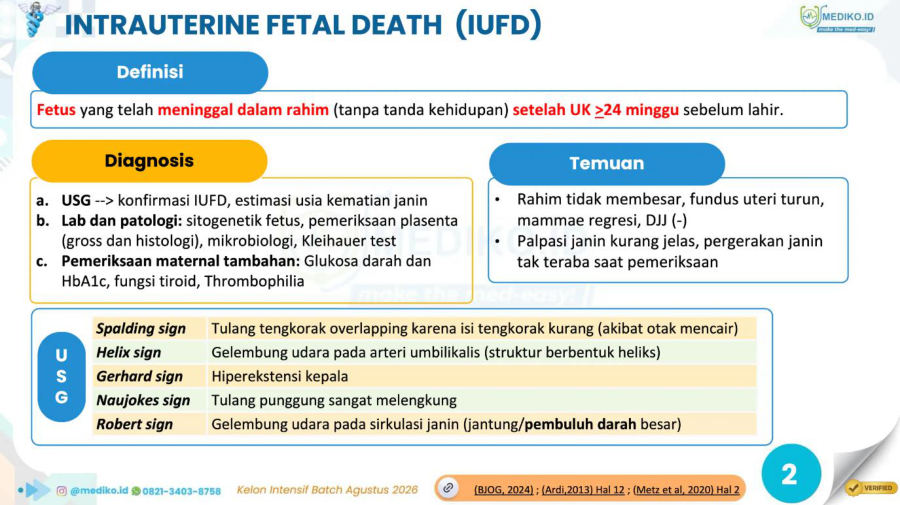 INTRAUTERINE FETAL DEATH (IUFD)
MEDIKO.ID
make the med-easy!
Definisi
Fetus yang telah meninggal dalam rahim (tanpa tanda kehidupan) setelah UK >24 minggu sebelum lahir.
Diagnosis
a. USG --> konfirmasi IUFD, estimasi usia kematian janin
b. Lab dan patologi: sitogenetik fetus, pemeriksaan plasenta
(gross dan histologi), mikrobiologi, Kleihauer test
c. Pemeriksaan maternal tambahan: Glukosa darah dan
HbA1c, fungsi tiroid, Thrombophilia
Temuan
• Rahim tidak membesar, fundus uteri turun,
mammae regresi, DJJ (-)
• Palpasi janin kurang jelas, pergerakan janin
tak teraba saat pemeriksaan
MEDIKO.ID
make the med-easy!
USG
Spalding sign Tulang tengkorak overlapping karena isi tengkorak kurang (akibat otak mencair)
Helix sign Gelembung udara pada arteri umbilikalis (struktur berbentuk heliks)
Gerhard sign Hiperekstensi kepala
Naujokes sign Tulang punggung sangat melengkung
Robert sign Gelembung udara pada sirkulasi janin (jantung/pembuluh darah besar)
@mediko.id 0821-3403-8758 Kelon Intensif Batch Agustus 2026 (BJOG, 2024) ; (Ardi,2013) Hal 12 ; (Metz et al, 2020) Hal 2
2
VERIFIED